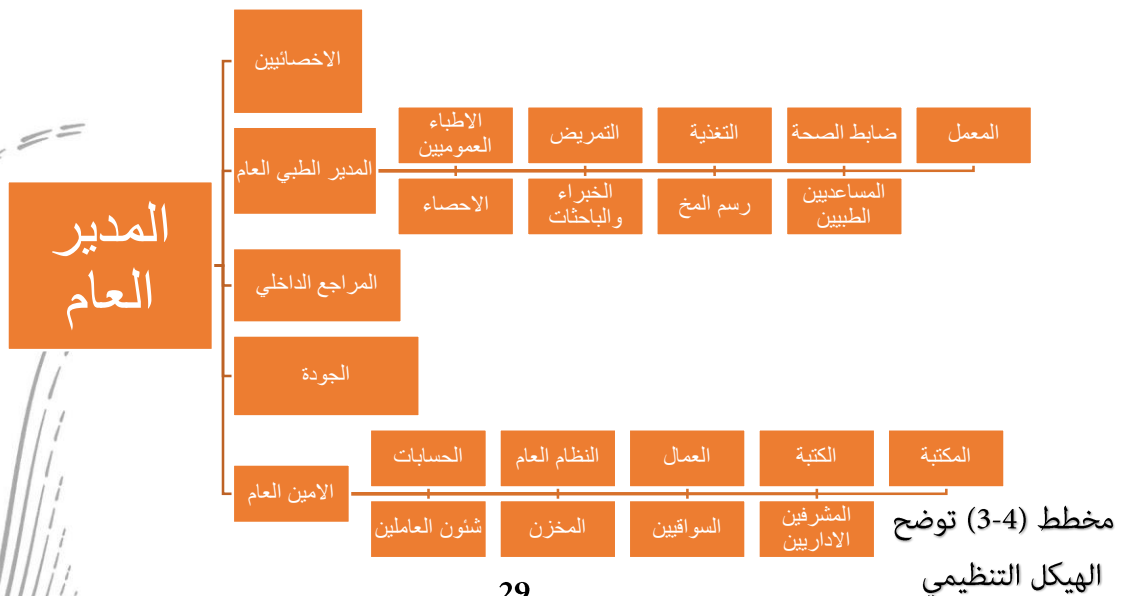 المدير
العام
الاخصائيين
المدير الطبي العام
الاطباء
العموميين
التمريض
التغذية
ضابط الصحة
المعمل
الاحصاء
الخبراء
والباحثات
رسم المخ
المساعديين
الطبيين
المراجع الداخلي
الجودة
الامين العام
الحسابات
النظام العام
العمال
الكتبة
المكتبة
شئون العاملين
المخزن
السواقيين
المشرفين
الاداريين
مخطط (4-3) توضح
الهيكل التنظيمي
29